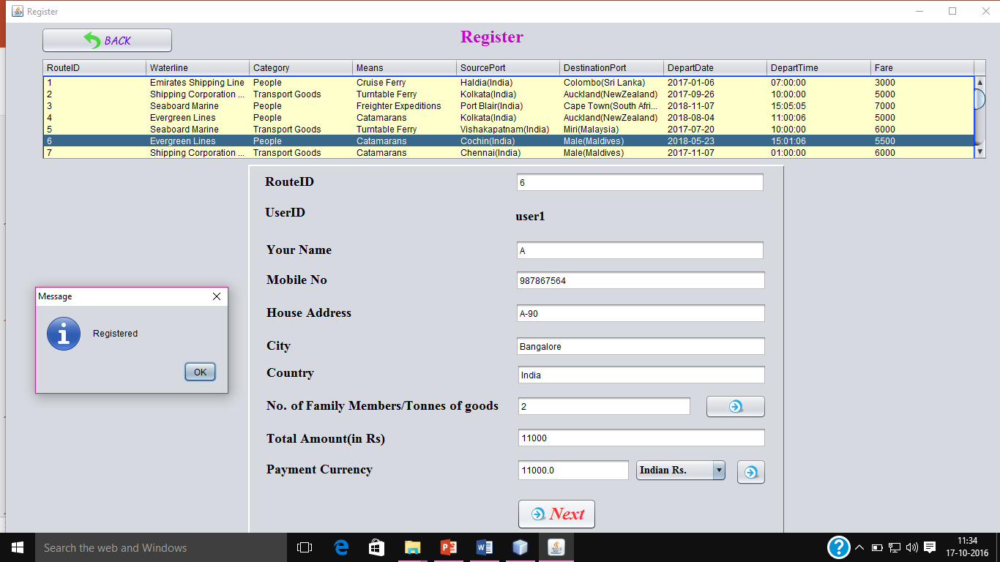 Register
BACK
Register
RouteID Waterline Category Means SourcePort DestinationPort DepartDate DepartTime Fare
1 Emirates Shipping Line People Cruise Ferry Haldia(India) Colombo(Sri Lanka) 2017-01-06 07:00:00 3000
2 Shipping Corporation ... Transport Goods Turntable Ferry Kolkata(India) Auckland(NewZealand) 2017-09-26 10:00:00 5000
3 Seaboard Marine People Freighter Expeditions Port Blair(India) Cape Town(South Afri... 2018-11-07 15:05:05 7000
4 Evergreen Lines People Catamarans Kolkata(India) Auckland(NewZealand) 2018-08-04 11:00:06 5000
5 Seaboard Marine Transport Goods Turntable Ferry Vishakapatnam(India) Miri(Malaysia) 2017-07-20 10:00:00 6000
6 Evergreen Lines People Catamarans Cochin(India) Male(Maldives) 2018-05-23 15:01:06 5500
7 Shipping Corporation ... Transport Goods Catamarans Chennai(India) Male(Maldives) 2017-11-07 01:00:00 6000
RouteID 6
UserID user1
Your Name A
Mobile No 987867564
House Address A-90
City Bangalore
Country India
No. of Family Members/Tonnes of goods 2
Total Amount(in Rs) 11000
Payment Currency 11000.0 Indian Rs.
Next
Message
Registered
OK
Search the web and Windows
11:34
17-10-2016